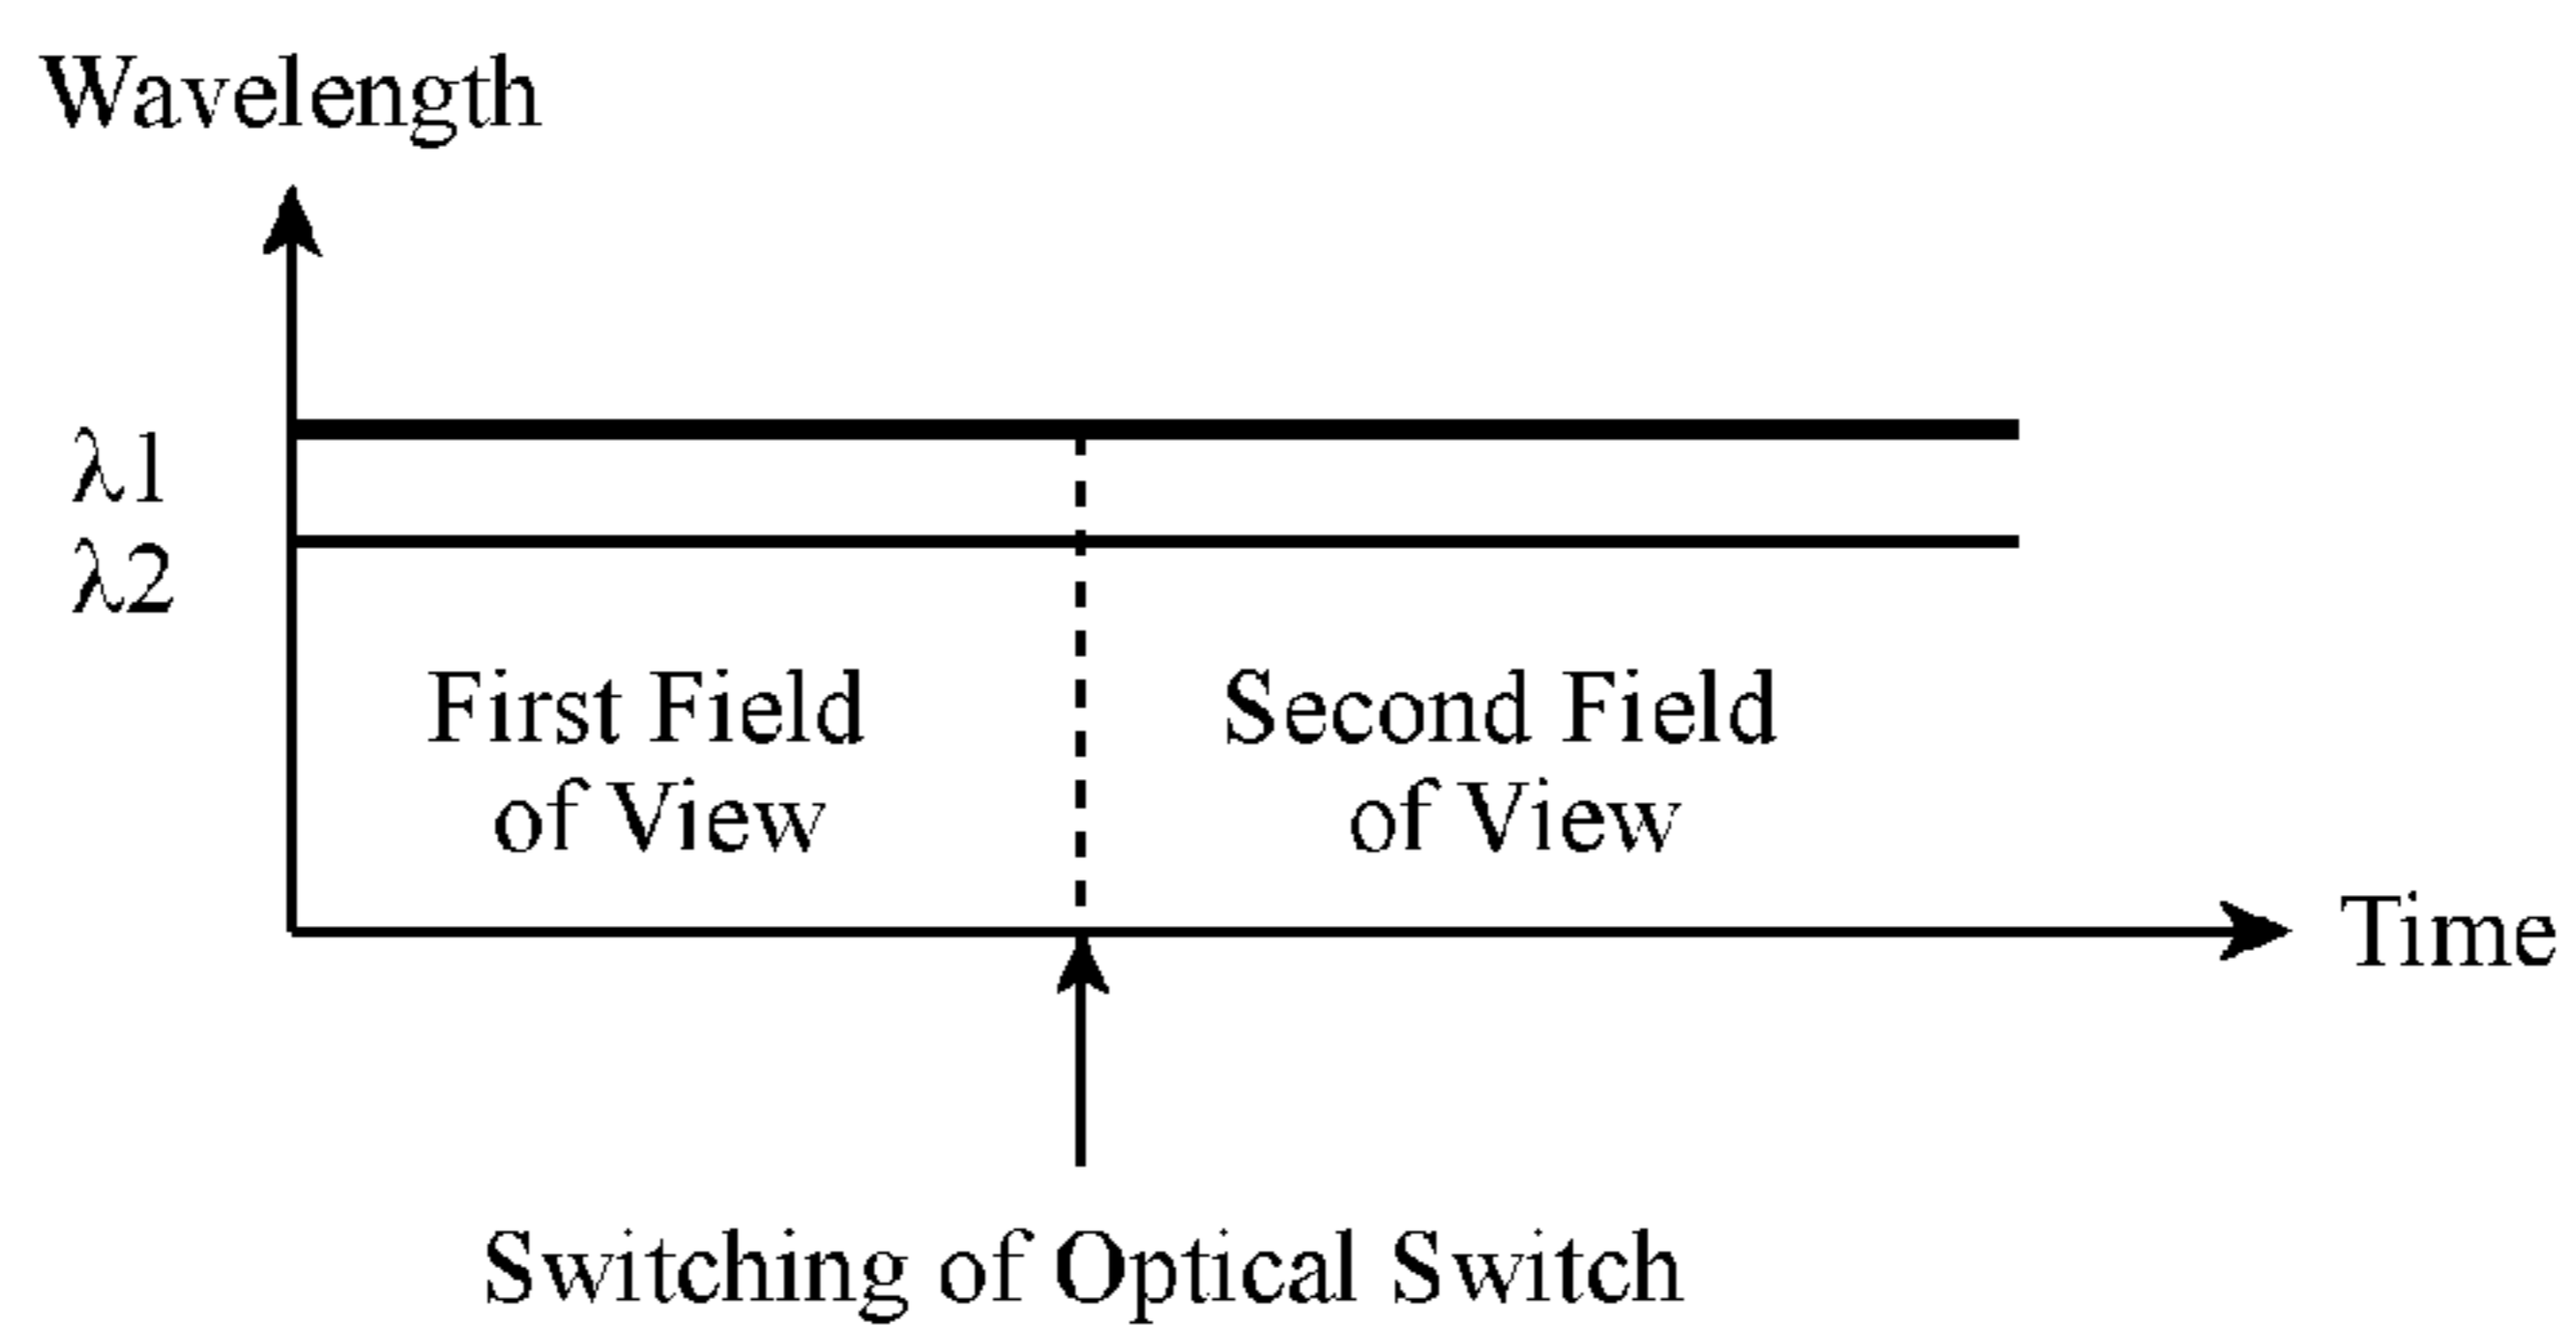 Wavelength
λ1
λ2
First Field
of View
Second Field
of View
Time
Switching of Optical Switch